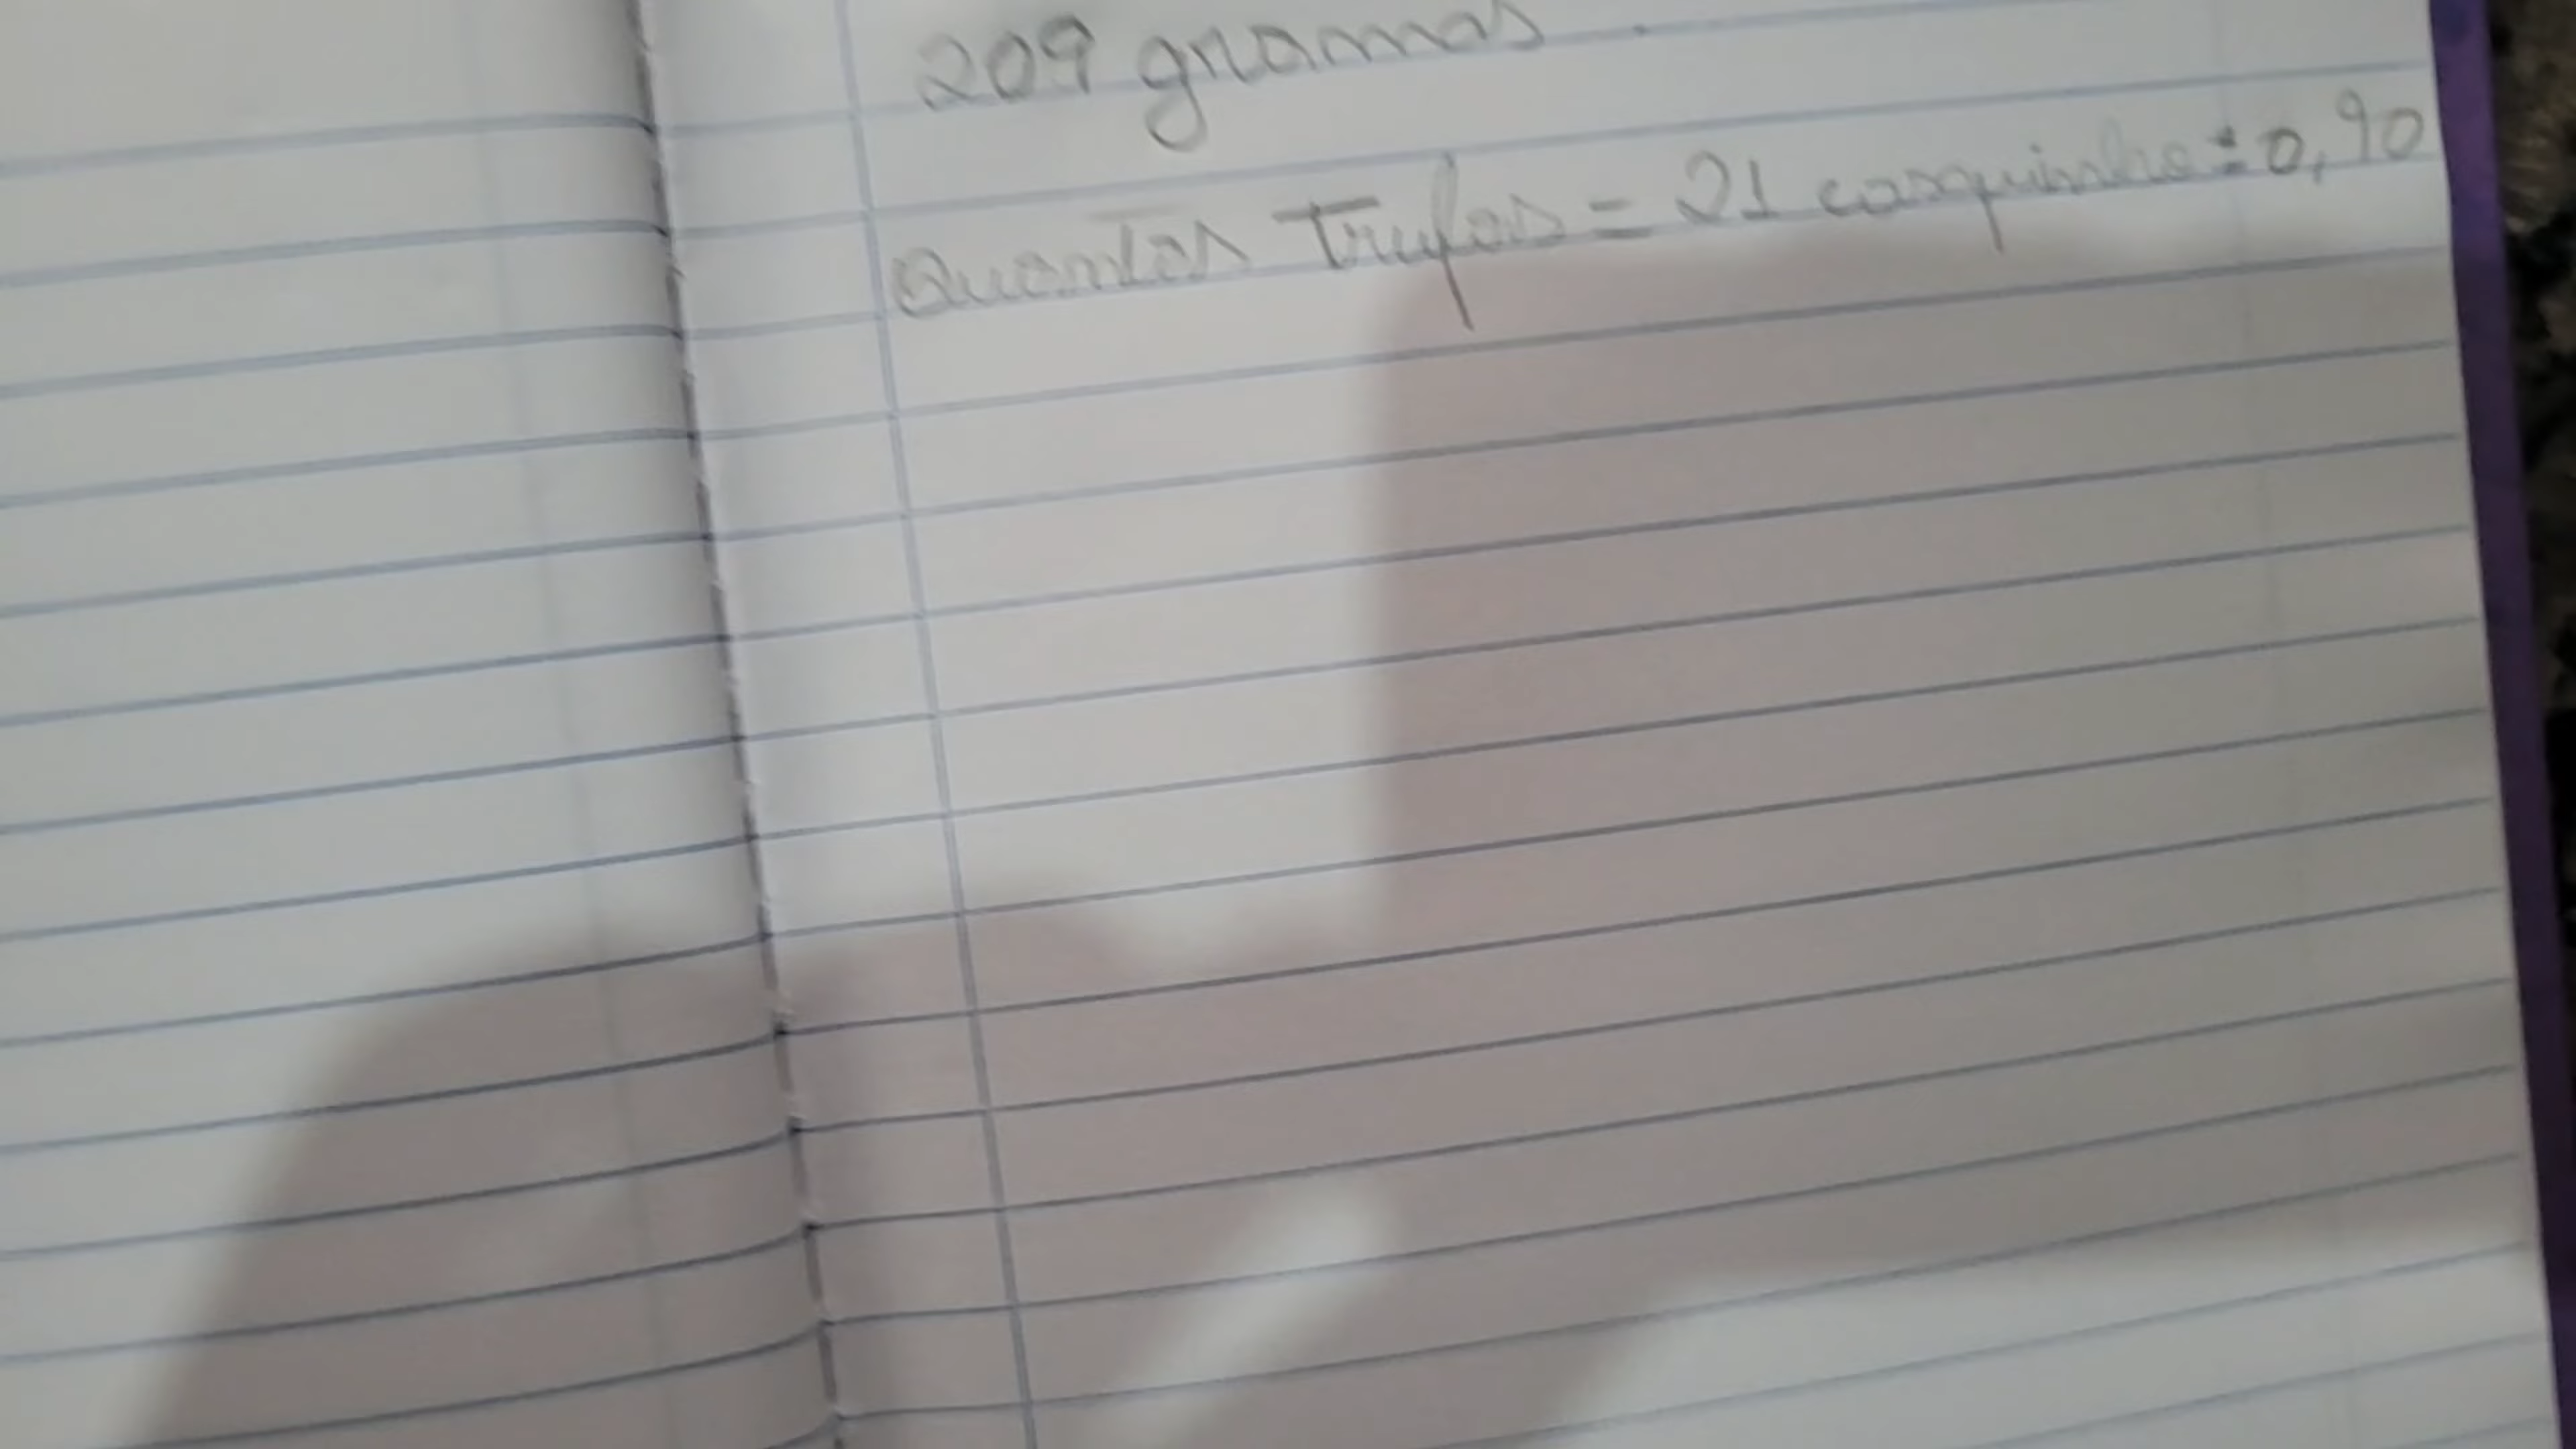 209 gramas
Quantas Trufas = 21 casquinha = 0,90